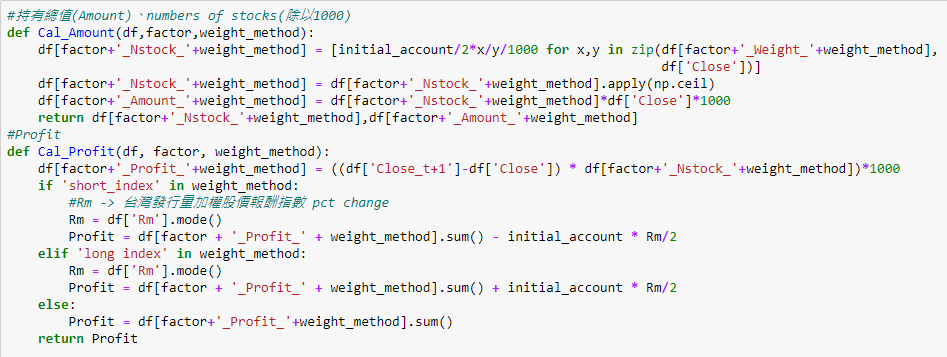 #持有總值(Amount)、numbers of stocks(除以1000)
def Cal_Amount(df,factor,weight_method):
    df[factor+'_Nstock_'+weight_method] = [initial_account/2*x/y/1000 for x,y in zip(df[factor+'_Weight_'+weight_method],
                                                                                     df['Close'])]
    df[factor+'_Nstock_'+weight_method] = df[factor+'_Nstock_'+weight_method].apply(np.ceil)
    df[factor+'_Amount_'+weight_method] = df[factor+'_Nstock_'+weight_method]*df['Close']*1000
    return df[factor+'_Nstock_'+weight_method],df[factor+'_Amount_'+weight_method]
#Profit
def Cal_Profit(df, factor, weight_method):
    df[factor+'_Profit_'+weight_method] = ((df['Close_t+1']-df['Close']) * df[factor+'_Nstock_'+weight_method])*1000
    if 'short_index' in weight_method:
        #Rm -> 台灣發行量加權股價報酬指數 pct change
        Rm = df['Rm'].mode()
        Profit = df[factor + '_Profit_' + weight_method].sum() - initial_account * Rm/2
    elif 'long index' in weight_method:
        Rm = df['Rm'].mode()
        Profit = df[factor + '_Profit_' + weight_method].sum() + initial_account * Rm/2
    else:
        Profit = df[factor+'_Profit_'+weight_method].sum()
    return Profit